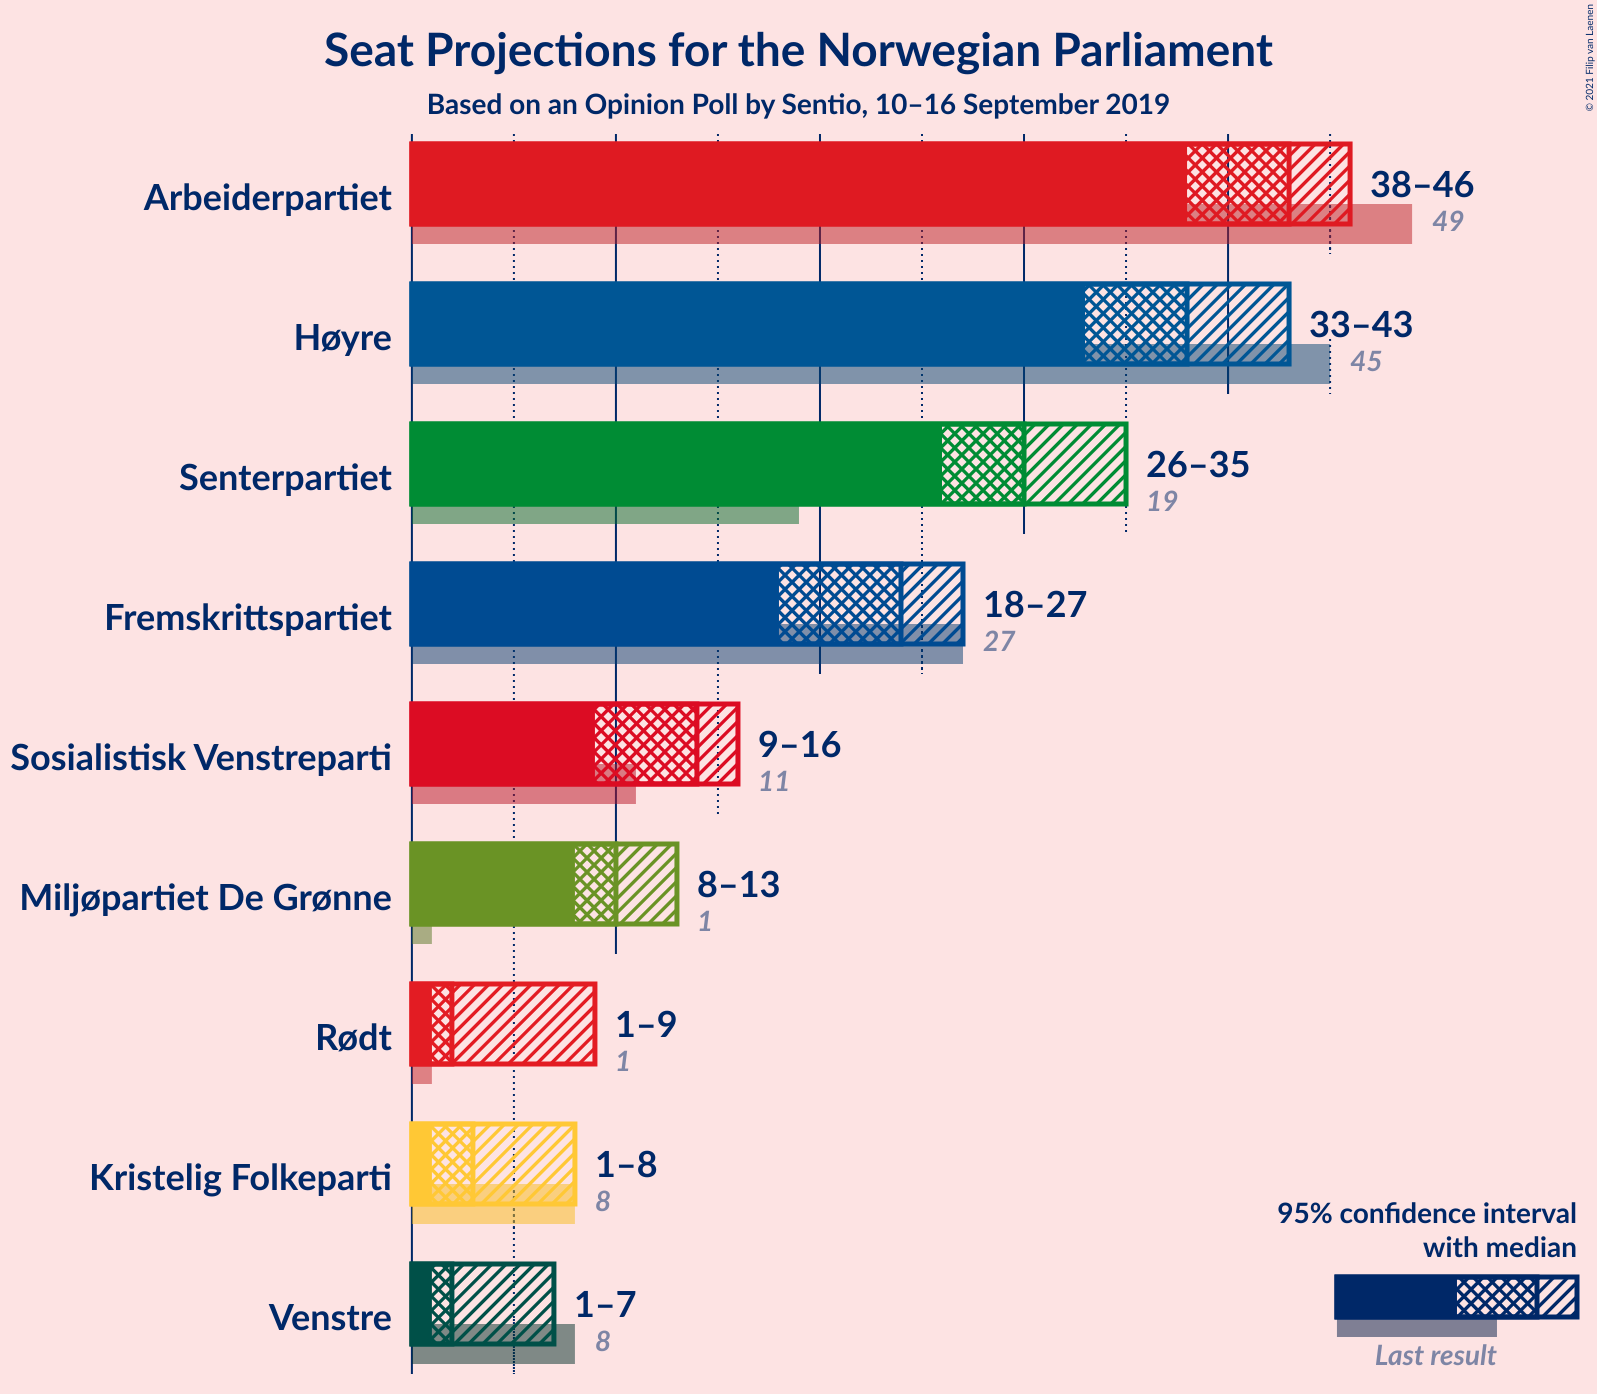 Seat Projections for the Norwegian Parliament
Based on an Opinion Poll by Sentio, 10–16 September 2019
© 2021 Filip van Laenen
Arbeiderpartiet
38–46
49
Høyre
33–43
45
Senterpartiet
26–35
19
Fremskrittspartiet
18–27
27
Sosialistisk Venstreparti
9–16
11
Miljøpartiet De Grønne
8–13
1
Rødt
1–9
1
Kristelig Folkeparti
1–8
8
Venstre
1–7
8
95% confidence interval
with median
Last result